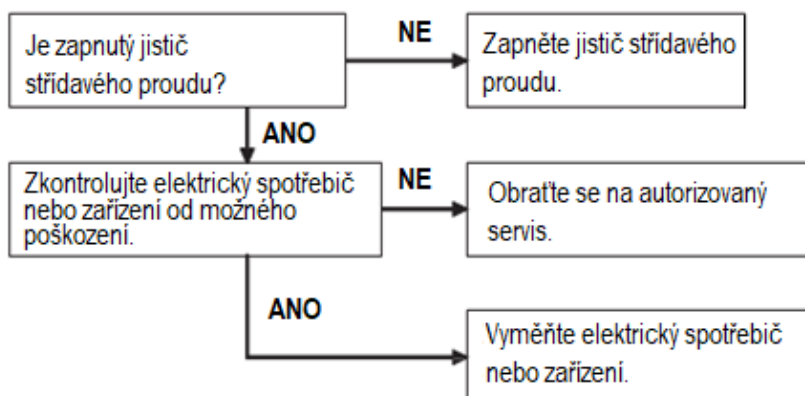 Je zapnutý jistič
střídavého proudu?
NE
Zapněte jistič střídavého
proudu.
ANO
Zkontrolujte elektrický spotřebič
nebo zařízení od možného
poškození.
NE
Obraťte se na autorizovaný
servis.
ANO
Vyměňte elektrický spotřebič
nebo zařízení.